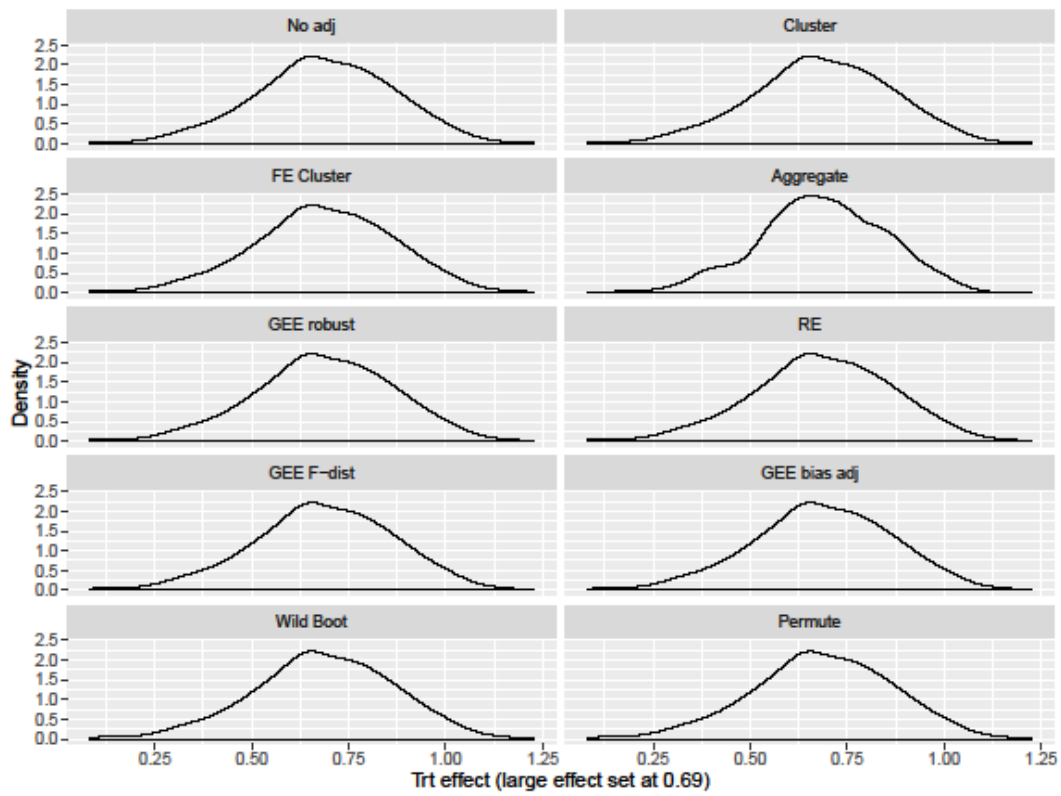 No adj
Cluster
2.5
2.0
1.5
1.0
0.5
0.0
FE Cluster
Aggregate
2.5
2.0
1.5
1.0
0.5
0.0
GEE robust
RE
2.5
2.0
1.5
1.0
0.5
0.0
GEE F−dist
GEE bias adj
2.5
2.0
1.5
1.0
0.5
0.0
Wild Boot
Permute
2.5
2.0
1.5
1.0
0.5
0.0
Density
0.25 0.50 0.75 1.00 1.25
0.25 0.50 0.75 1.00 1.25
Trt effect (large effect set at 0.69)